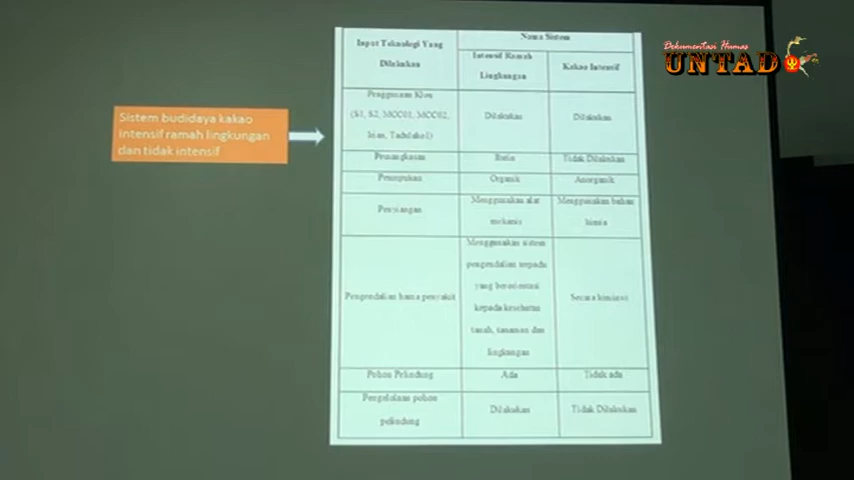 Dokumentasi Humas
UNTAD
Sistem budidaya kakao
intensif ramah lingkungan
dan tidak intensif
Input Teknologi Yang
Dilakukan
Nama Sistem
Intensif Ramah
Lingkungan
Kakao Intensif
Penggunaan Klon
(S1, S2, MCC01, MCC02,
Dilakukan
Dilakukan
Pemangkasan
Tidak Dilakukan
Pemupukan
Organik
Anorganik
Penyiangan
Menggunakan alat
mekanis
Menggunakan bahan
kimia
Pengendalian hama penyakit
Menggunakan sistem
pengendalian terpadu
yang berorientasi
kepada kesehatan
tanah, tanaman dan
lingkungan
Secara kimiawi
Pohon Pelindung
Ada
Tidak ada
Pengelolaan pohon
pelindung
Dilakukan
Tidak Dilakukan